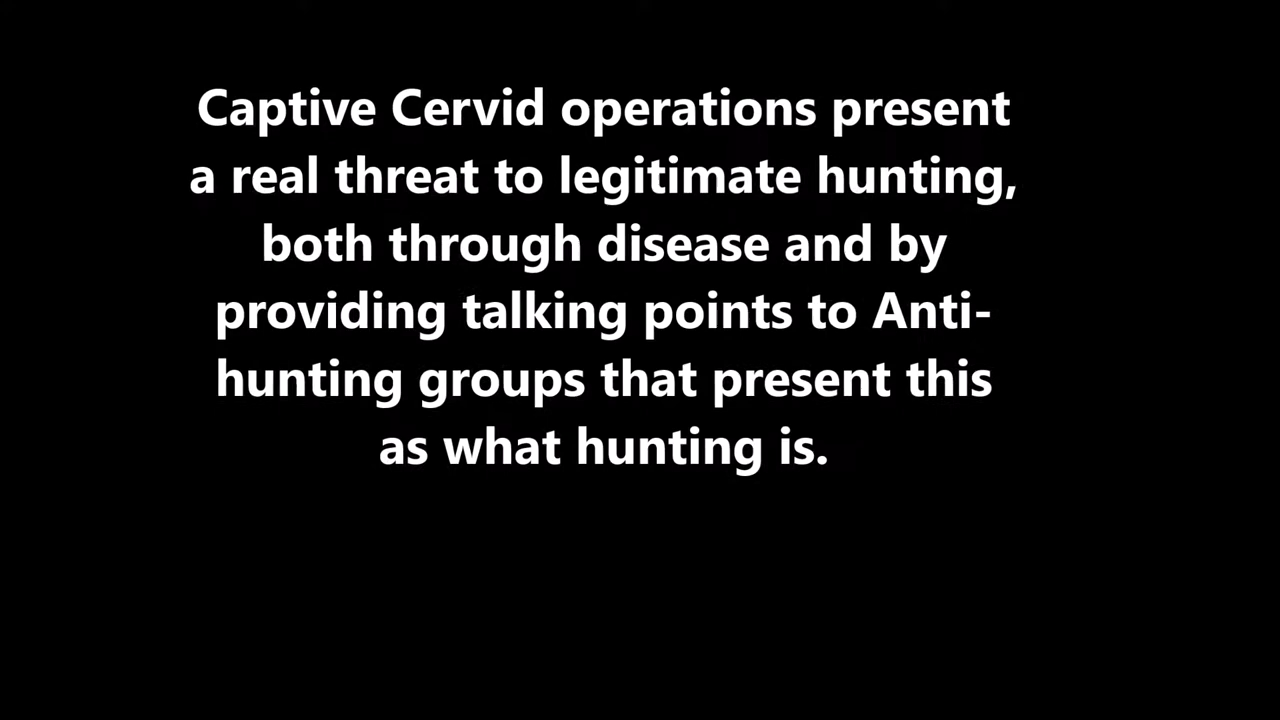 Captive Cervid operations present
a real threat to legitimate hunting,
both through disease and by
providing talking points to Anti-
hunting groups that present this
as what hunting is.